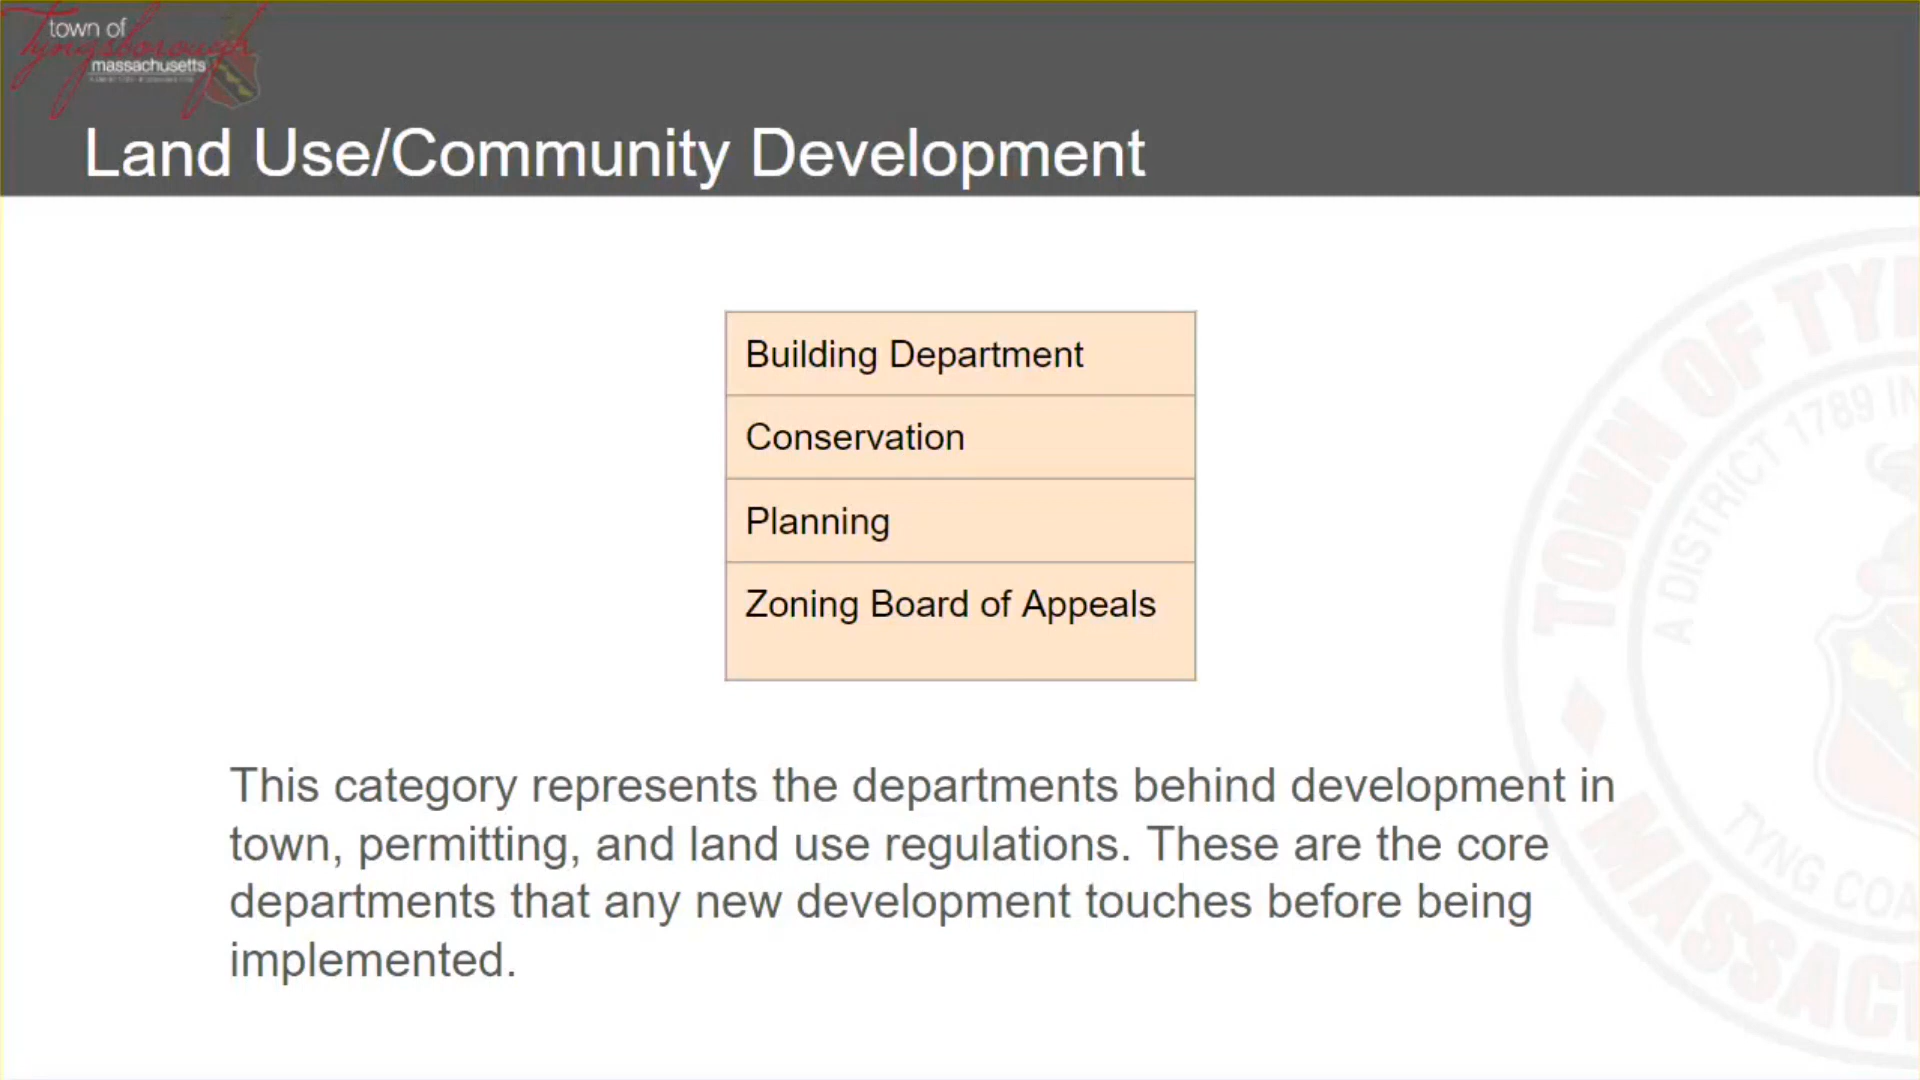 town of
Tyngsborough
massachusetts
Land Use/Community Development
Building Department
Conservation
Planning
Zoning Board of Appeals
This category represents the departments behind development in
town, permitting, and land use regulations. These are the core
departments that any new development touches before being
implemented.
TOWN OF TYN
A DISTRICT 1789 IN
TYNG COA
MASSAC